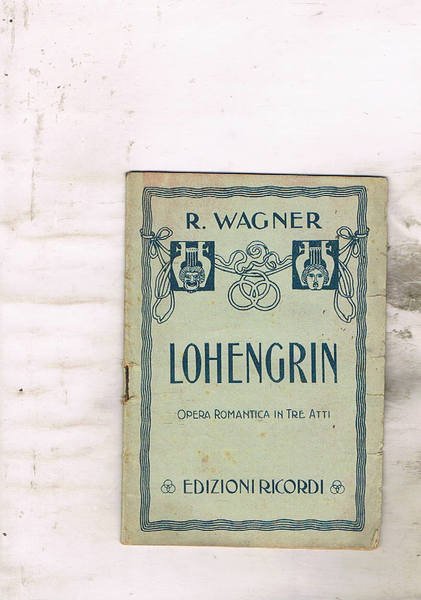 R. WAGNER
LOHENGRIN
OPERA ROMANTICA IN TRE ATTI
EDIZIONI RICORDI